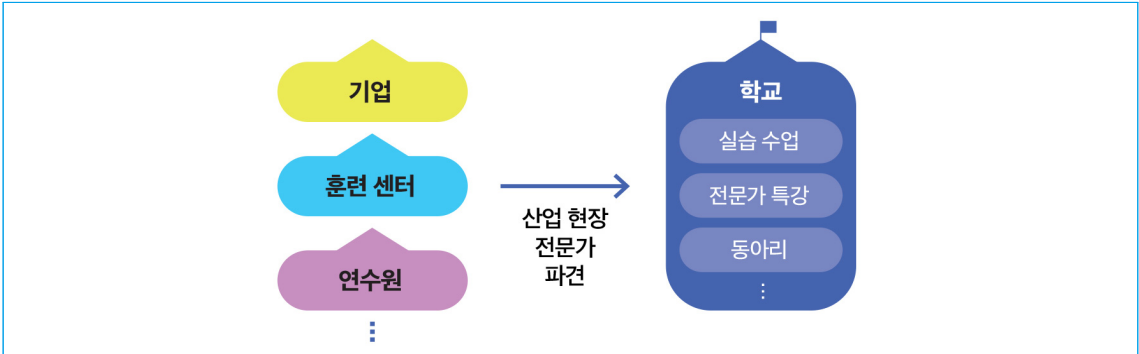 기업
훈련 센터
연수원
산업 현장
전문가
파견
학교
실습 수업
전문가 특강
동아리